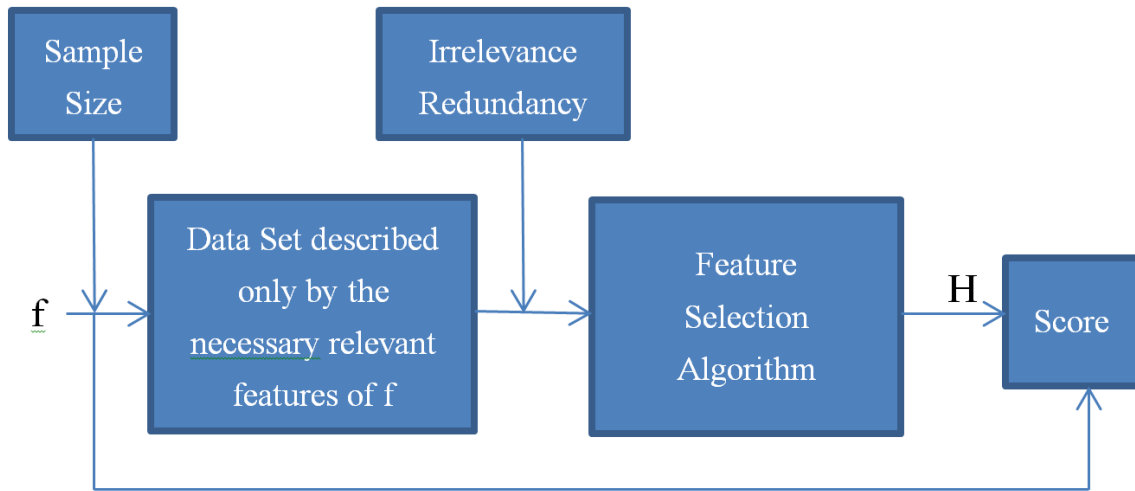 Sample
Size
Irrelevance
Redundancy
Data Set described
only by the
necessary relevant
features of f
Feature
Selection
Algorithm
f
H
Score